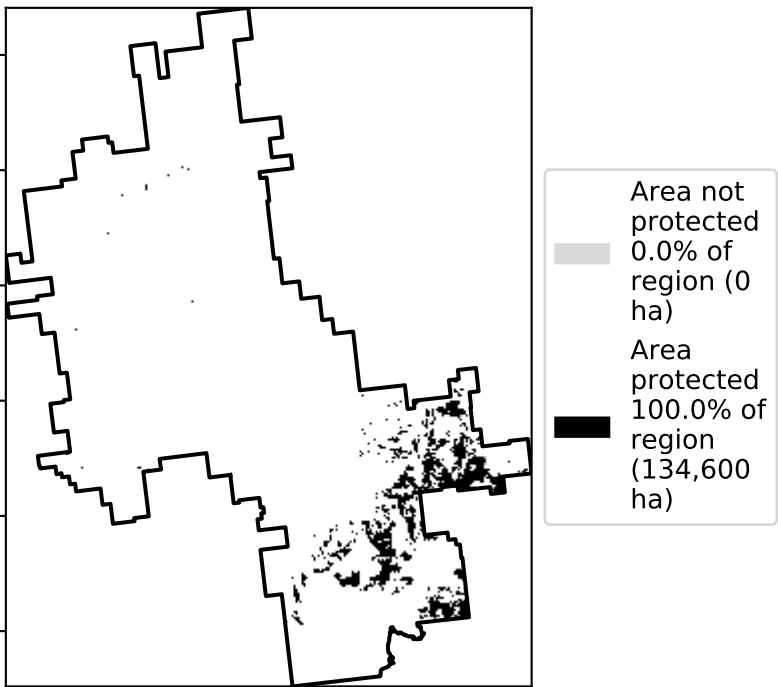 Area not
protected
0.0% of
region (0
ha)
Area
protected
100.0% of
region
(134,600
ha)